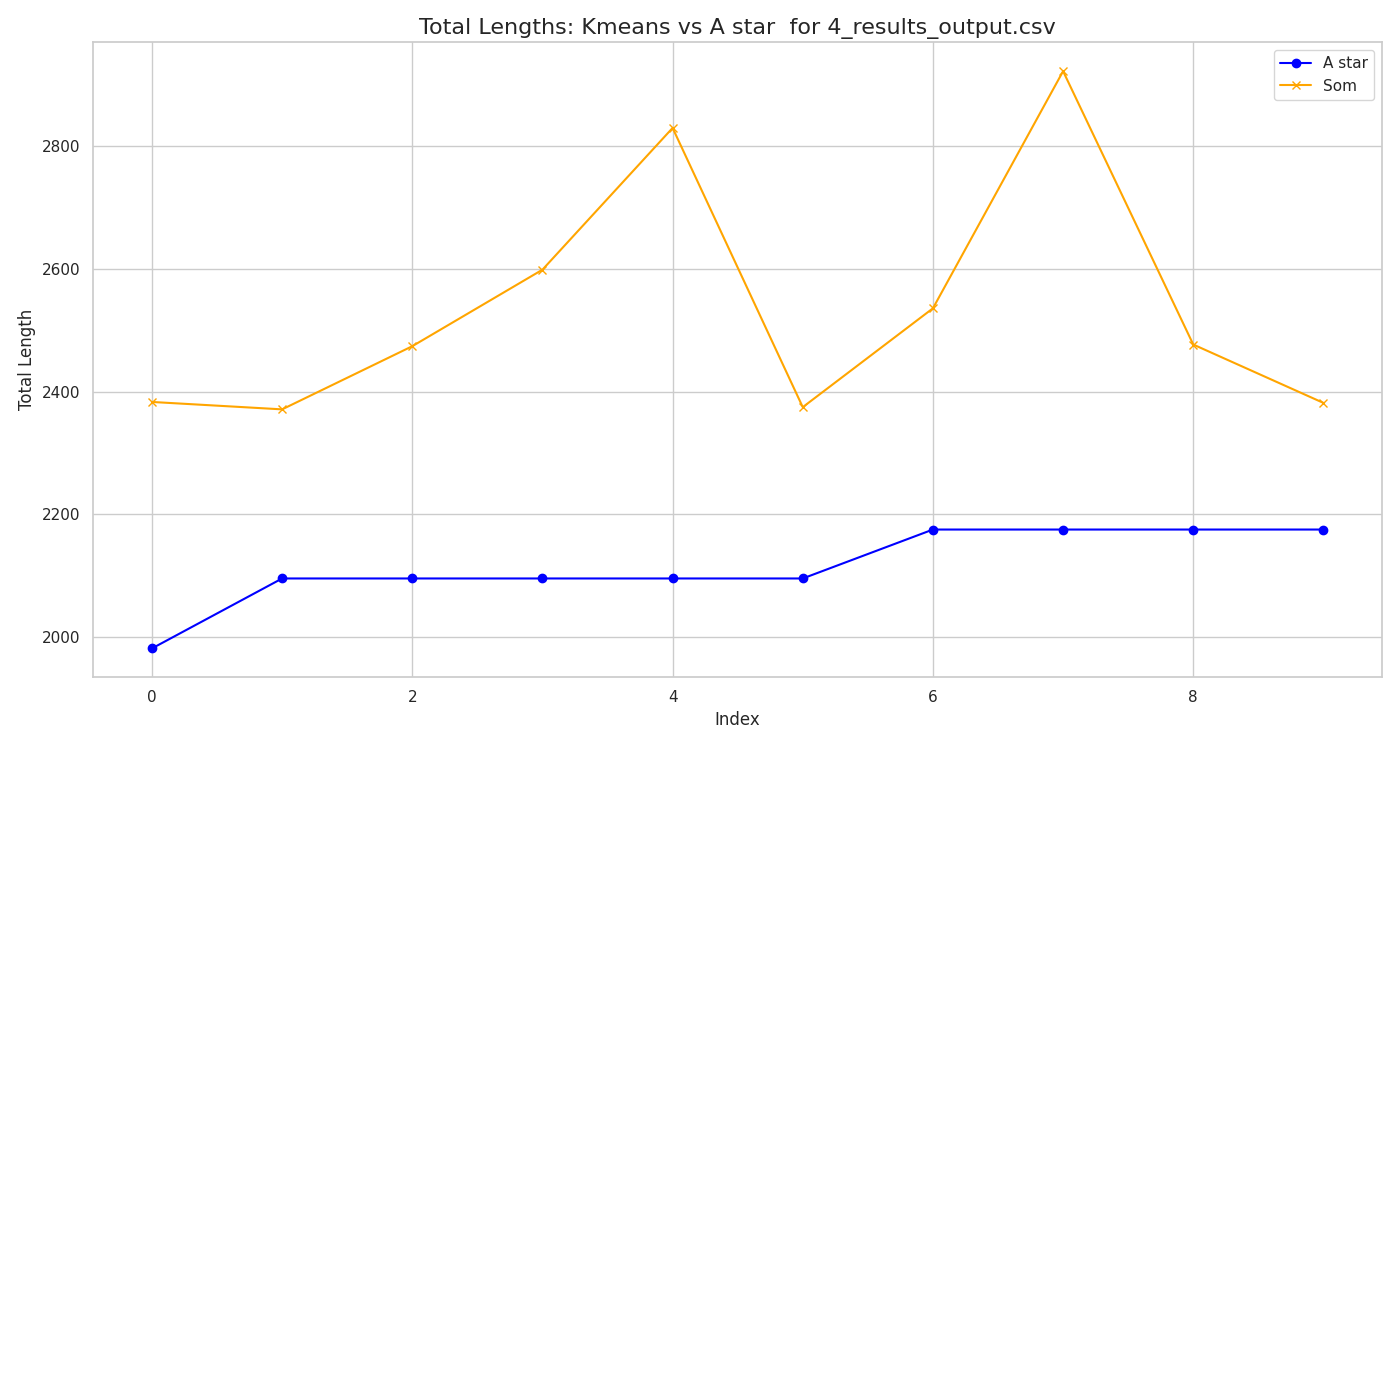 Total Lengths: Kmeans vs A star  for 4_results_output.csv
A star
Som
Total Length
2800
2600
2400
2200
2000
0 2 4 6 8
Index